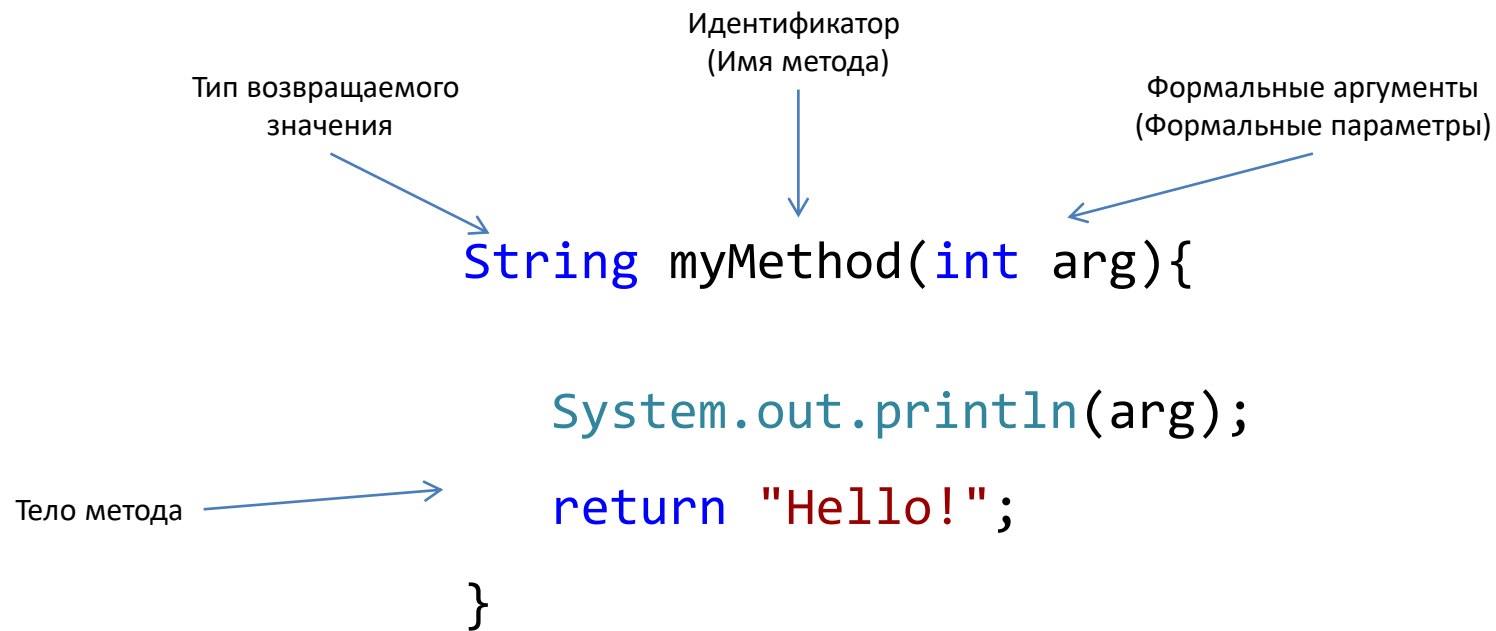 Идентификатор
(Имя метода)
Тип возвращаемого
значения
Формальные аргументы
(Формальные параметры)
String myMethod(int arg){
System.out.println(arg);
Тело метода
return "Hello!";
}